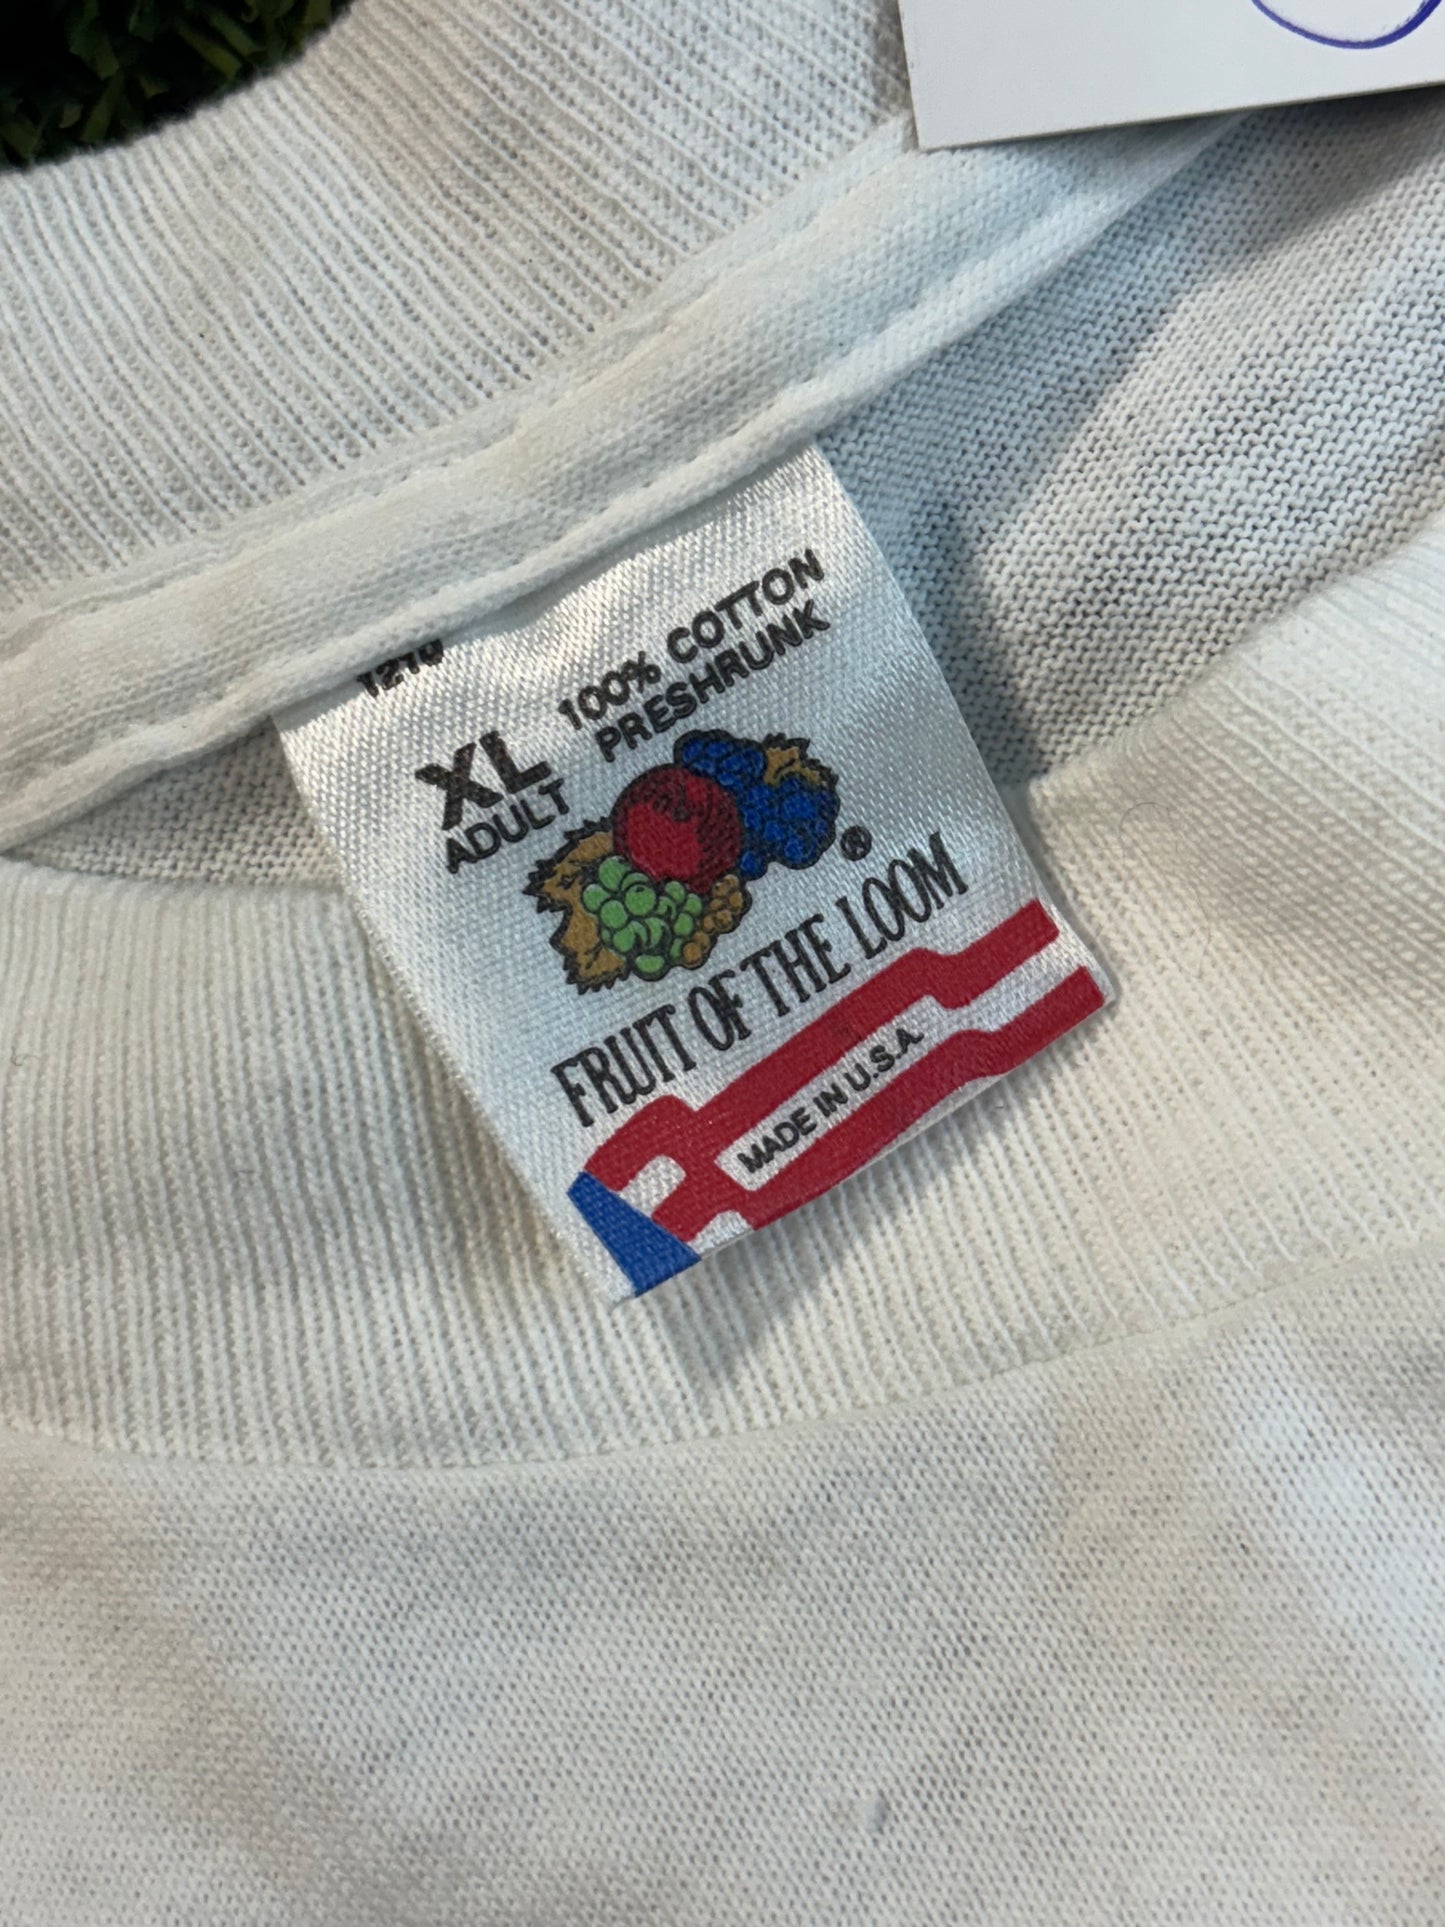 100% COTTON
PRESHRUNK
XL
ADULT
®
FRUIT OF THE LOOM
MADE IN U.S.A.